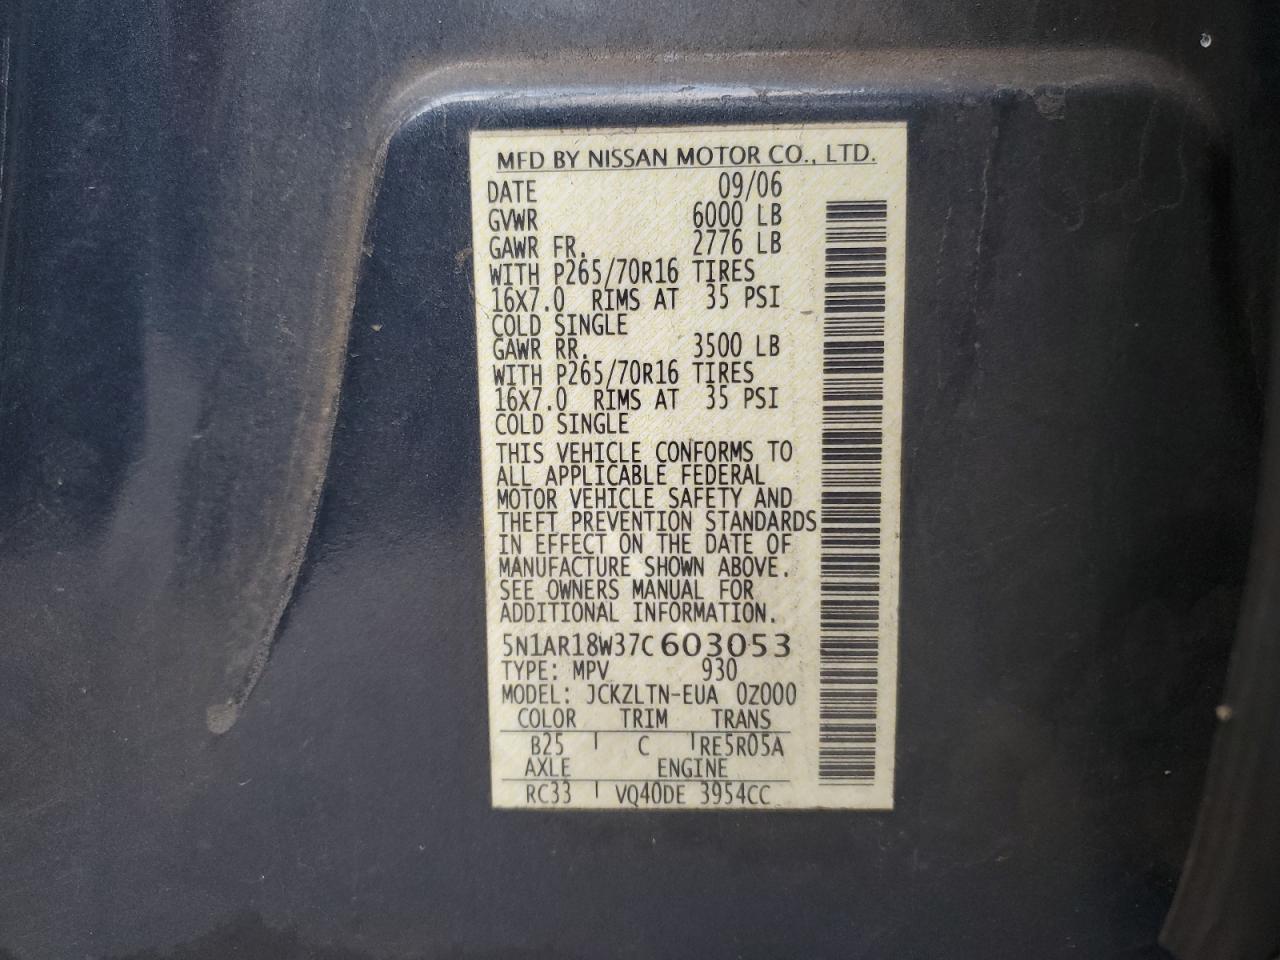 MFD BY NISSAN MOTOR CO., LTD.
DATE 09/06
GVWR 6000 LB
GAWR FR. 2776 LB
WITH P265/70R16 TIRES
16X7.0 RIMS AT 35 PSI
COLD SINGLE
GAWR RR. 3500 LB
WITH P265/70R16 TIRES
16X7.0 RIMS AT 35 PSI
COLD SINGLE
THIS VEHICLE CONFORMS TO
ALL APPLICABLE FEDERAL
MOTOR VEHICLE SAFETY AND
THEFT PREVENTION STANDARDS
IN EFFECT ON THE DATE OF
MANUFACTURE SHOWN ABOVE.
SEE OWNERS MANUAL FOR
ADDITIONAL INFORMATION.
5N1AR18W37C603053
TYPE: MPV 930
MODEL: JCKZLTN-EUA 0Z000
COLOR TRIM TRANS
B25 C RE5R05A
AXLE ENGINE
RC33 VQ40DE 3954CC